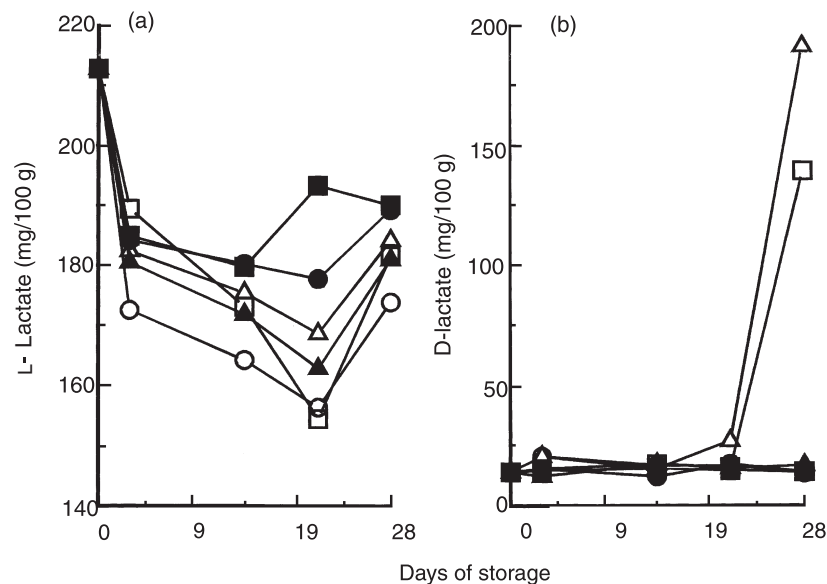 (a)
220
200
180
160
140
0 9 19 28
L- Lactate (mg/100 g)
(b)
200
150
100
50
0
0 9 19 28
D-lactate (mg/100 g)
Days of storage